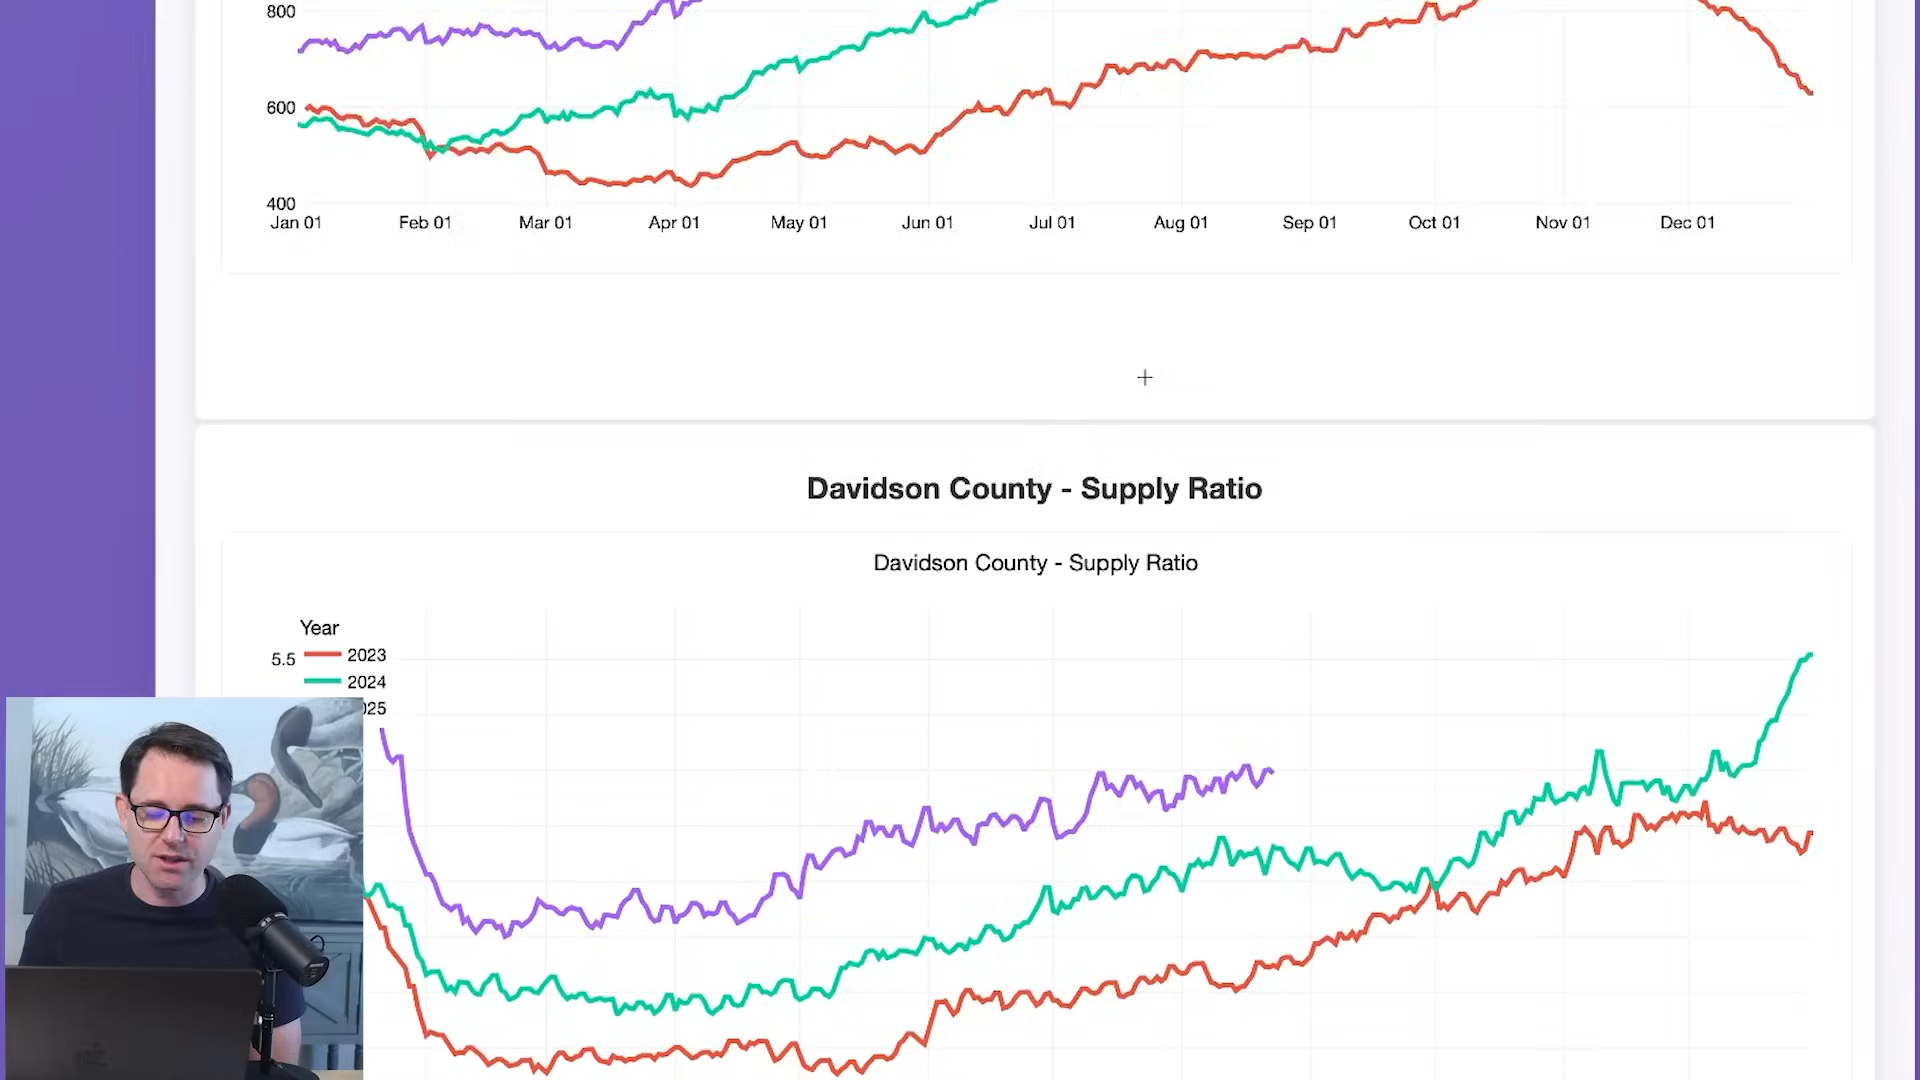 800
600
400
Jan 01 Feb 01 Mar 01 Apr 01 May 01 Jun 01 Jul 01 Aug 01 Sep 01 Oct 01 Nov 01 Dec 01
Davidson County - Supply Ratio
Davidson County - Supply Ratio
Year
5.5
2023
2024
025